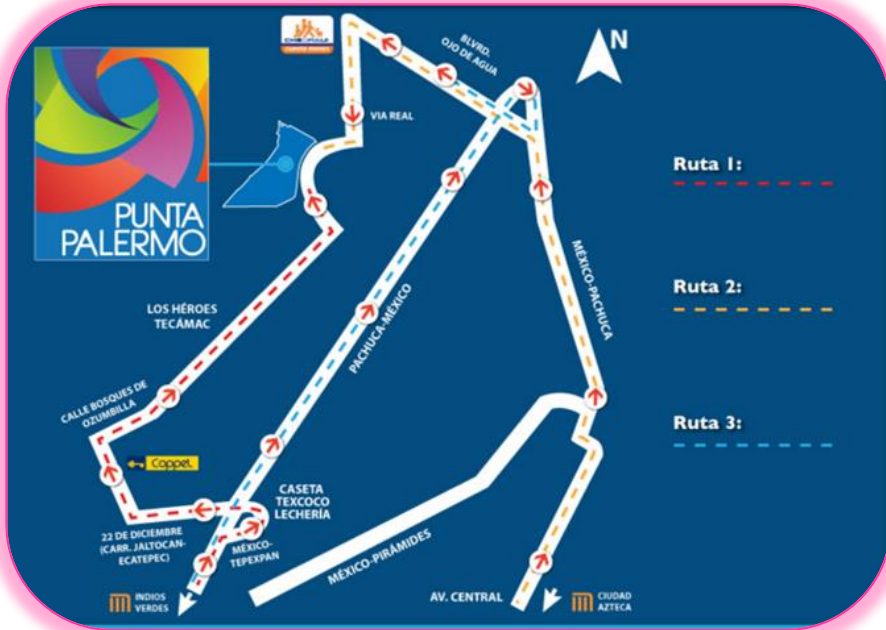 BLVRD.
OJO DE AGUA
N
VIA REAL
PUNTA
PALERMO
Ruta 1:
Ruta 2:
Ruta 3:
MÉXICO-PACHUCA
PACHUCA-MÉXICO
LOS HÉROES
TECÁMAC
CALLE BOSQUES DE
OZUMBILLA
Coppel
CASETA
TEXCOCO
LECHERÍA
22 DE DICIEMBRE
(CARR. JALTOCAN-
ECATEPEC)
MÉXICO-
TEPEXPAN
MÉXICO-PIRÁMIDES
INDIOS
VERDES
AV. CENTRAL
CIUDAD
AZTECA